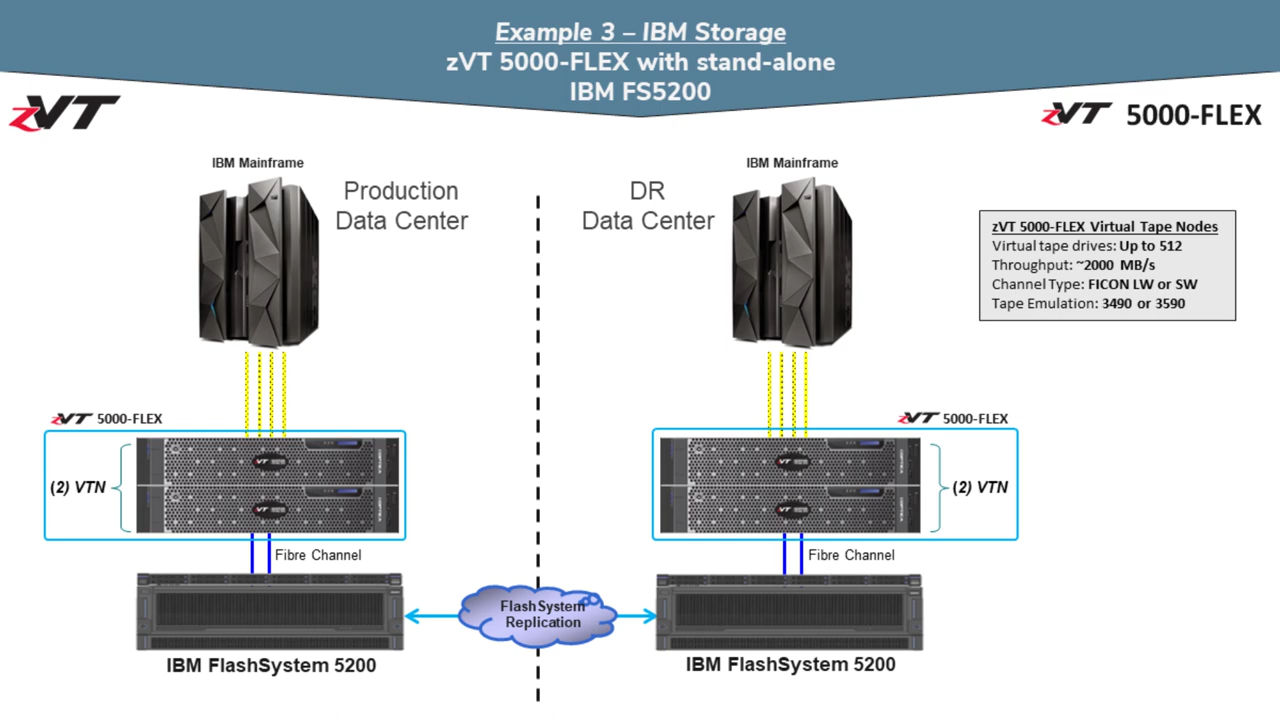 Example 3 – IBM Storage
zVT 5000-FLEX with stand-alone
IBM FS5200
zVT
zVT 5000-FLEX
IBM Mainframe
Production
Data Center
DR
Data Center
IBM Mainframe
zVT 5000-FLEX Virtual Tape Nodes
Virtual tape drives: Up to 512
Throughput: ~2000 MB/s
Channel Type: FICON LW or SW
Tape Emulation: 3490 or 3590
zVT 5000-FLEX
(2) VTN
Fibre Channel
IBM FlashSystem 5200
FlashSystem
Replication
zVT 5000-FLEX
(2) VTN
Fibre Channel
IBM FlashSystem 5200